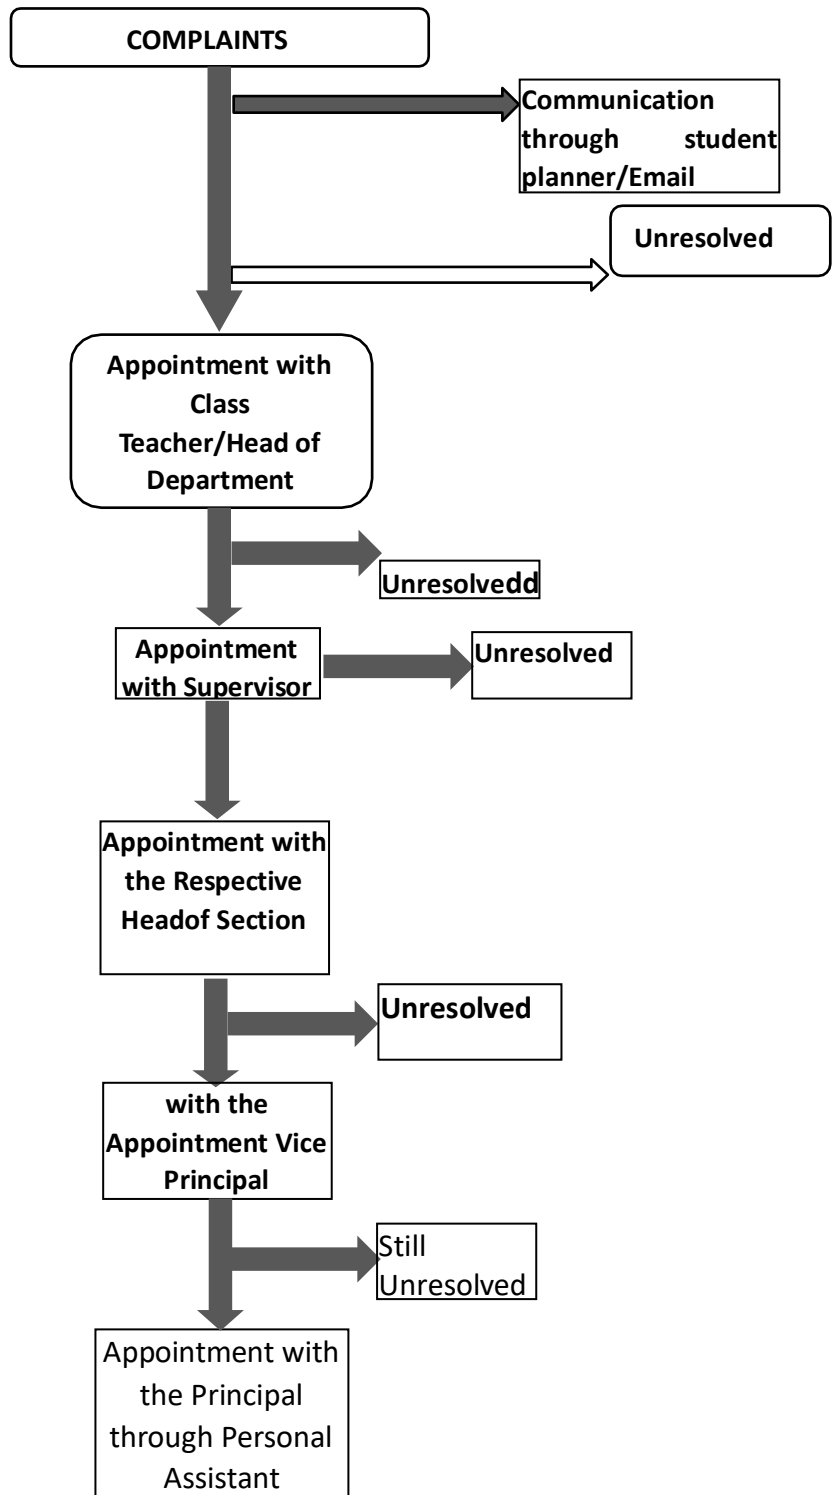 COMPLAINTS
Communication
through student
planner/Email
Unresolved
Appointment with
Class
Teacher/Head of
Department
Unresolvedd
Appointment
with Supervisor
Unresolved
Appointment with
the Respective
Headof Section
Unresolved
with the
Appointment Vice
Principal
Still
Unresolved
Appointment with
the Principal
through Personal
Assistant